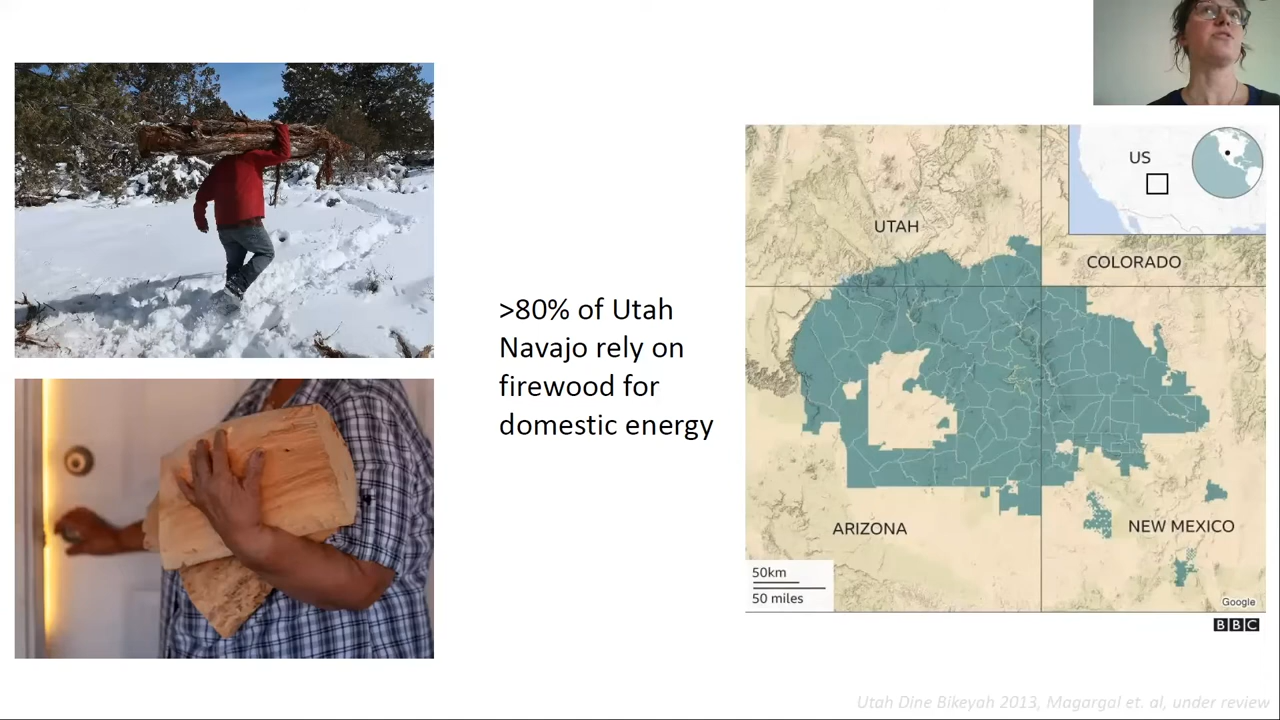 >80% of Utah
Navajo rely on
firewood for
domestic energy
US
UTAH
COLORADO
ARIZONA
NEW MEXICO
50km
50 miles
Google
BBC
Utah Dine Bikeyah 2013, Magargal et. al, under review